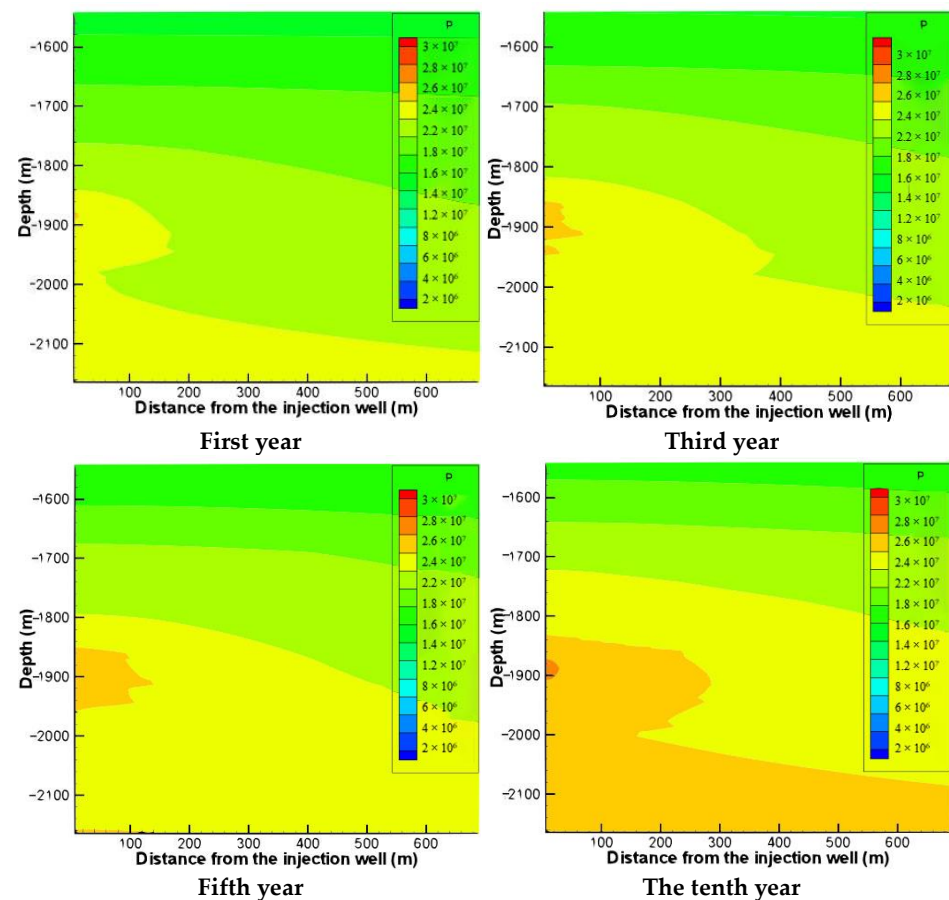 P
3 × 10⁷
2.8 × 10⁷
2.6 × 10⁷
2.4 × 10⁷
2.2 × 10⁷
1.8 × 10⁷
1.6 × 10⁷
1.4 × 10⁷
1.2 × 10⁷
8 × 10⁶
6 × 10⁶
4 × 10⁶
2 × 10⁶
Depth (m)
−1600
−1700
−1800
−1900
−2000
−2100
100 200 300 400 500 600
Distance from the injection well (m)
First year
P
3 × 10⁷
2.8 × 10⁷
2.6 × 10⁷
2.4 × 10⁷
2.2 × 10⁷
1.8 × 10⁷
1.6 × 10⁷
1.4 × 10⁷
1.2 × 10⁷
8 × 10⁶
6 × 10⁶
4 × 10⁶
2 × 10⁶
Depth (m)
−1600
−1700
−1800
−1900
−2000
−2100
100 200 300 400 500 600
Distance from the injection well (m)
Third year
P
3 × 10⁷
2.8 × 10⁷
2.6 × 10⁷
2.4 × 10⁷
2.2 × 10⁷
1.8 × 10⁷
1.6 × 10⁷
1.4 × 10⁷
1.2 × 10⁷
8 × 10⁶
6 × 10⁶
4 × 10⁶
2 × 10⁶
Depth (m)
−1600
−1700
−1800
−1900
−2000
−2100
100 200 300 400 500 600
Distance from the injection well (m)
Fifth year
P
3 × 10⁷
2.8 × 10⁷
2.6 × 10⁷
2.4 × 10⁷
2.2 × 10⁷
1.8 × 10⁷
1.6 × 10⁷
1.4 × 10⁷
1.2 × 10⁷
8 × 10⁶
6 × 10⁶
4 × 10⁶
2 × 10⁶
Depth (m)
−1600
−1700
−1800
−1900
−2000
−2100
100 200 300 400 500 600
Distance from the injection well (m)
The tenth year